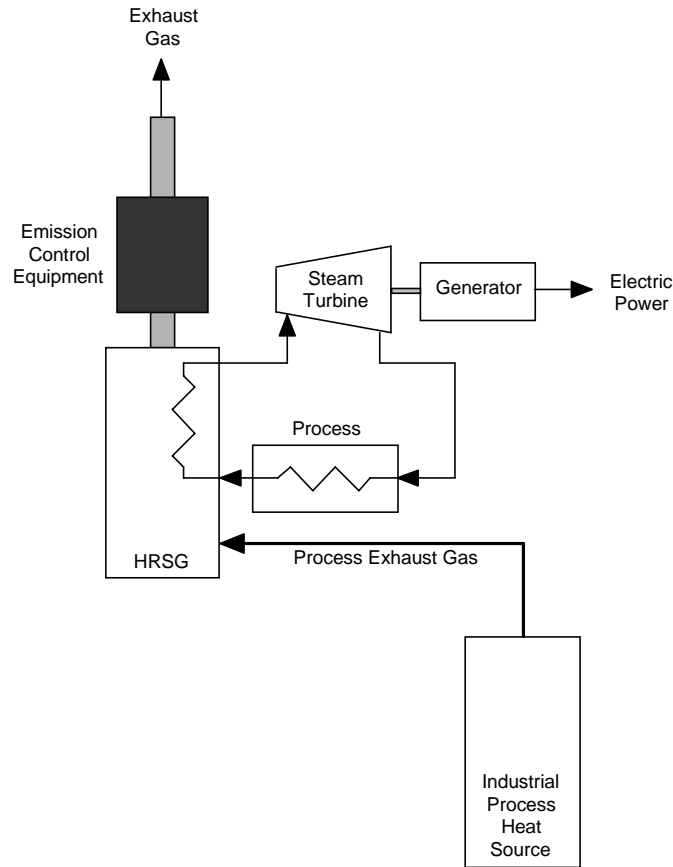 Exhaust
Gas
Emission
Control
Equipment
Steam
Turbine
Generator
Electric
Power
Process
HRSG
Process Exhaust Gas
Industrial
Process
Heat
Source